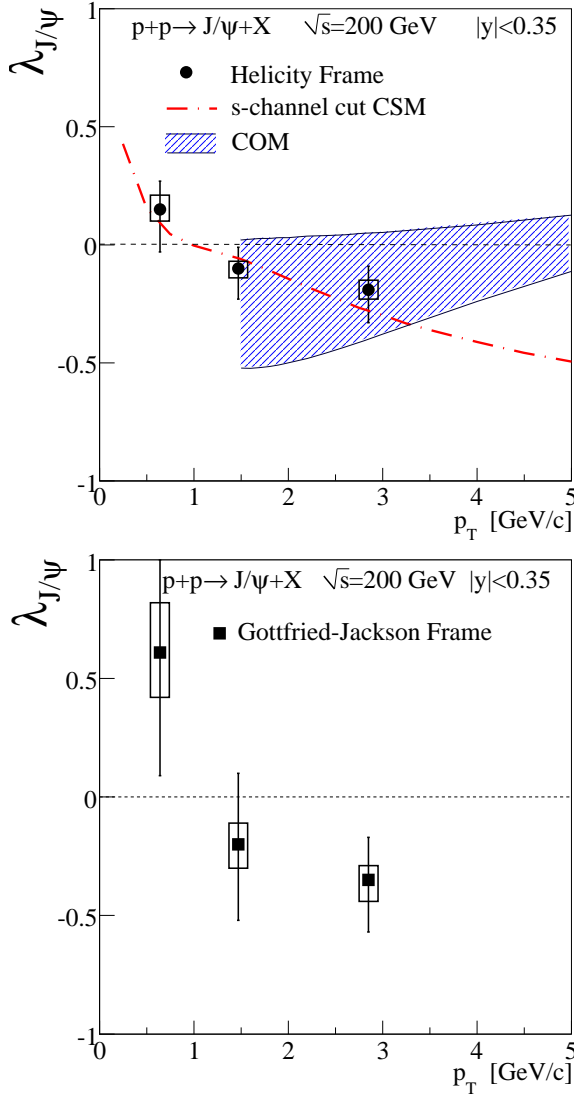 p+p→ J/ψ+X √s=200 GeV |y|<0.35
Helicity Frame
s-channel cut CSM
COM
λJ/ψ
1
0.5
0
-0.5
-1
0 1 2 3 4 5
pT [GeV/c]
p+p→ J/ψ+X √s=200 GeV |y|<0.35
Gottfried-Jackson Frame
λJ/ψ
1
0.5
0
-0.5
-1
0 1 2 3 4 5
pT [GeV/c]